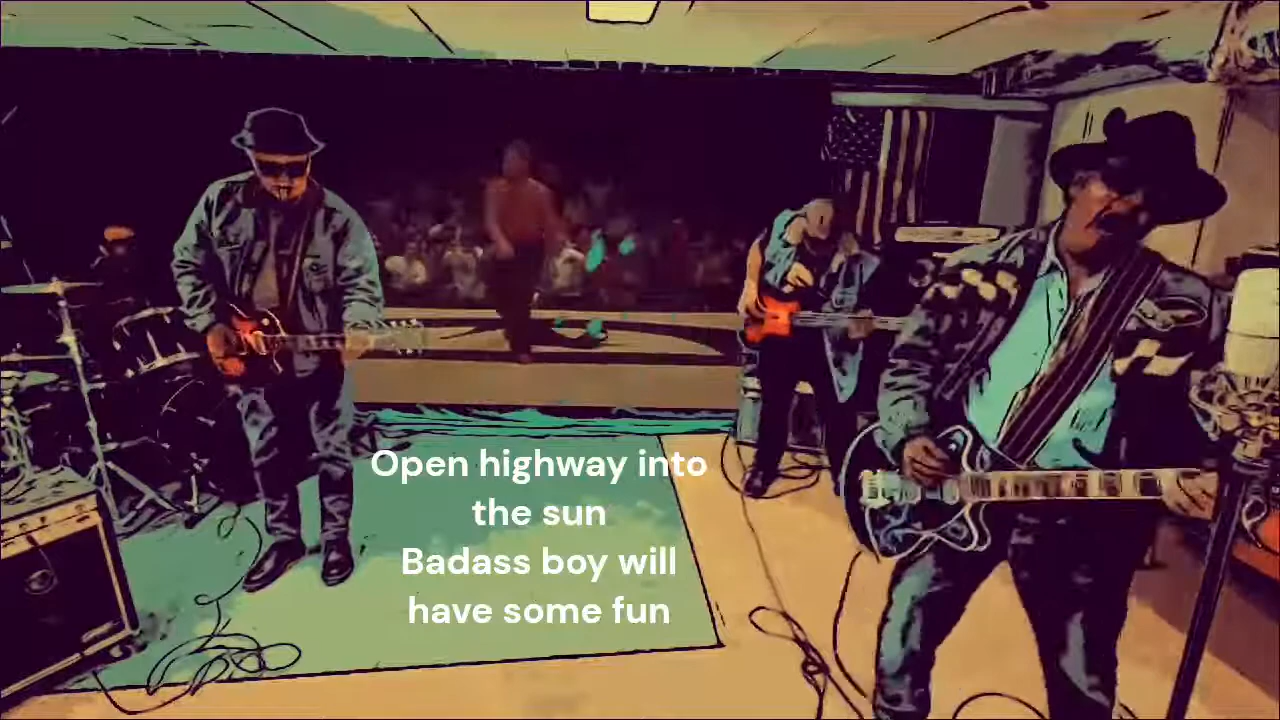 Open highway into
the sun
Badass boy will
have some fun